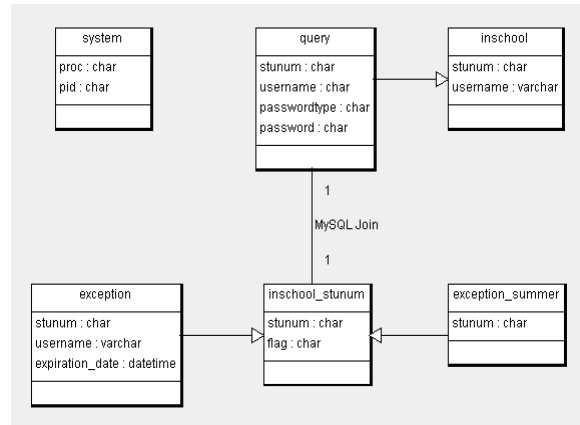 system
proc : char
pid : char
query
stunum : char
username : char
passwordtype : char
password : char
inschool
stunum : char
username : varchar
1
MySQL Join
1
exception
stunum : char
username : varchar
expiration_date : datetime
inschool_stunum
stunum : char
flag : char
exception_summer
stunum : char